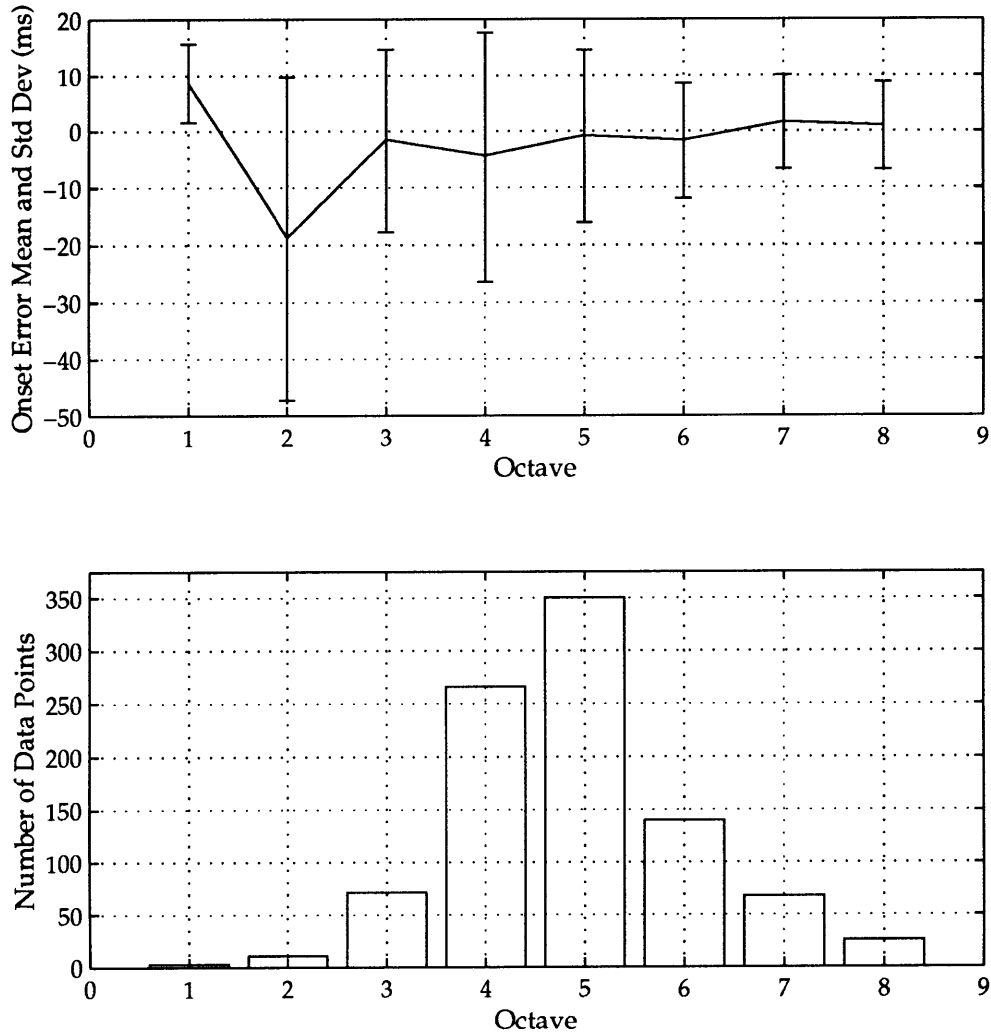 Onset Error Mean and Std Dev (ms)
20
10
0
−10
−20
−30
−40
−50
0 1 2 3 4 5 6 7 8 9
Octave
Number of Data Points
350
300
250
200
150
100
50
0
0 1 2 3 4 5 6 7 8 9
Octave